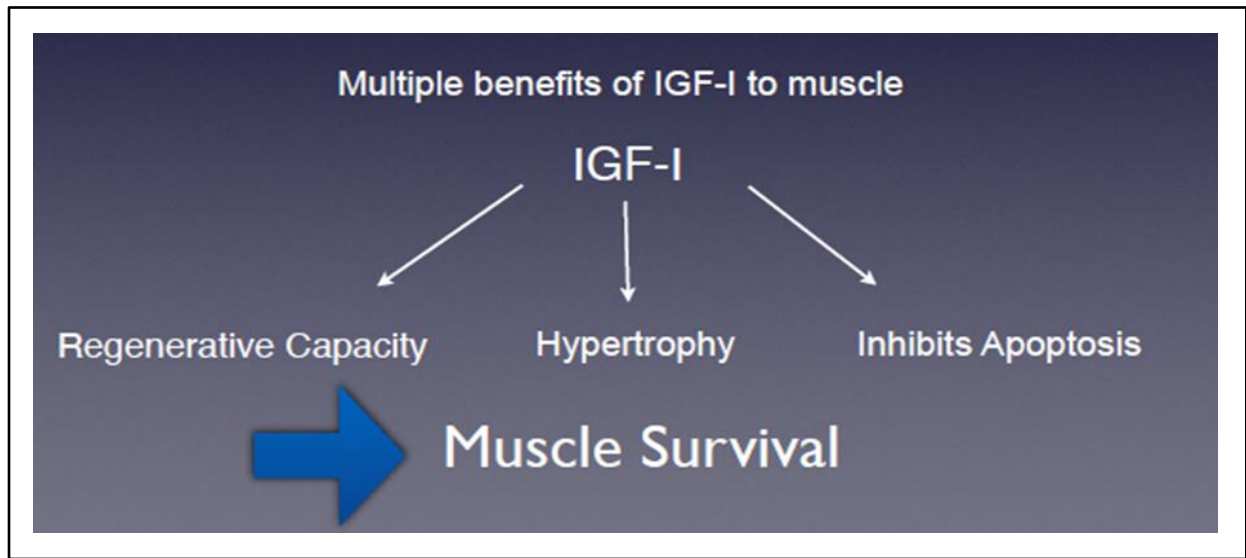 Multiple benefits of IGF-I to muscle
IGF-I
Regenerative Capacity
Hypertrophy
Inhibits Apoptosis
Muscle Survival